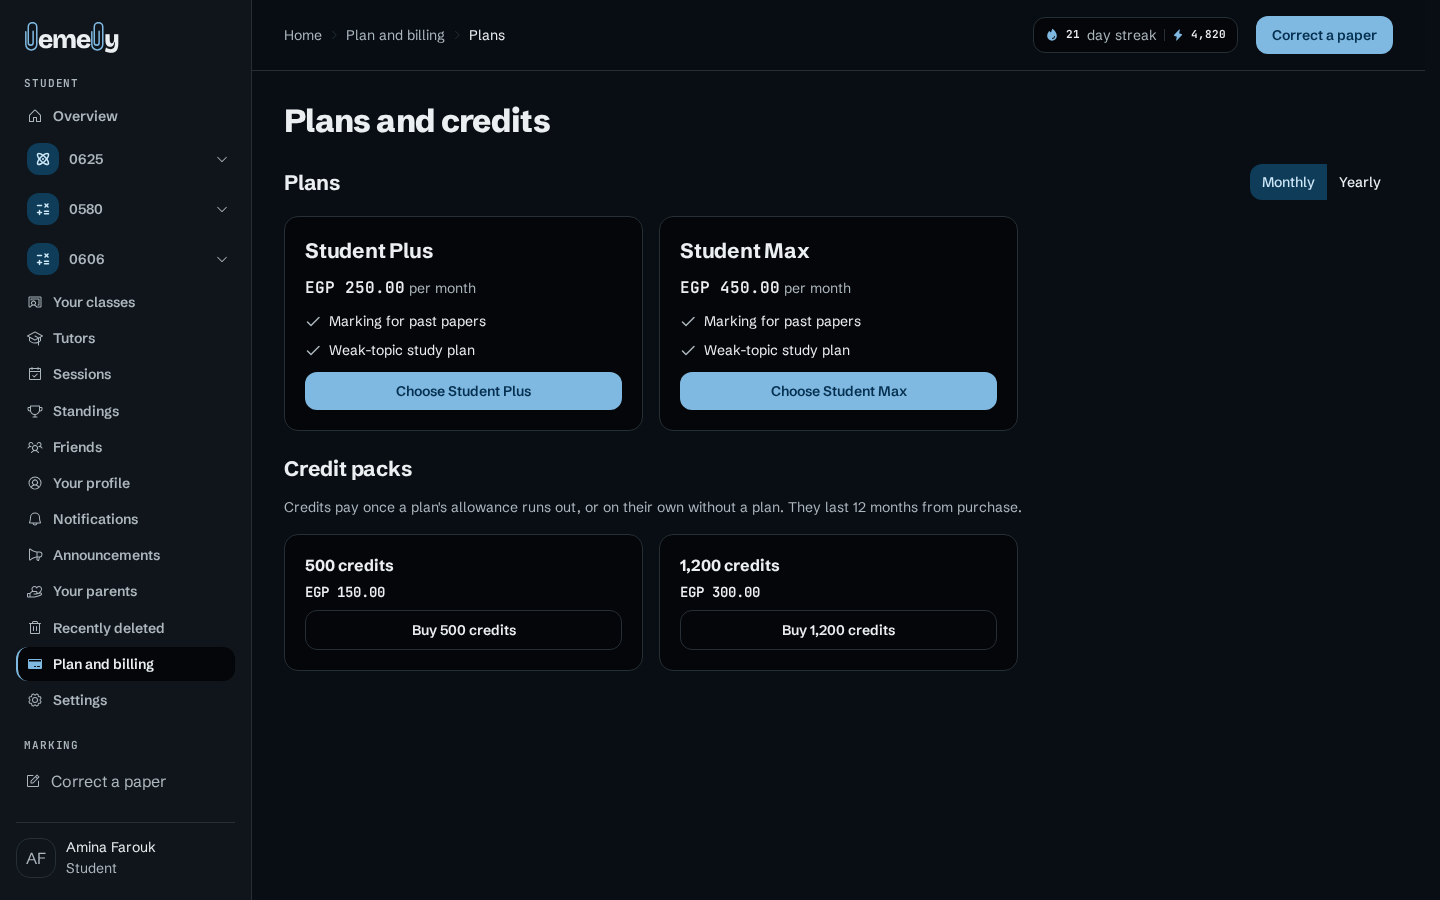 lemelly
Home
Plan and billing
Plans
21 day streak
4,820
Correct a paper
STUDENT
Overview
0625
0580
0606
Your classes
Tutors
Sessions
Standings
Friends
Your profile
Notifications
Announcements
Your parents
Recently deleted
Plan and billing
Settings
MARKING
Correct a paper
AF
Amina Farouk
Student
Plans and credits
Plans
Monthly
Yearly
Student Plus
EGP 250.00 per month
Marking for past papers
Weak-topic study plan
Choose Student Plus
Student Max
EGP 450.00 per month
Marking for past papers
Weak-topic study plan
Choose Student Max
Credit packs
Credits pay once a plan's allowance runs out, or on their own without a plan. They last 12 months from purchase.
500 credits
EGP 150.00
Buy 500 credits
1,200 credits
EGP 300.00
Buy 1,200 credits